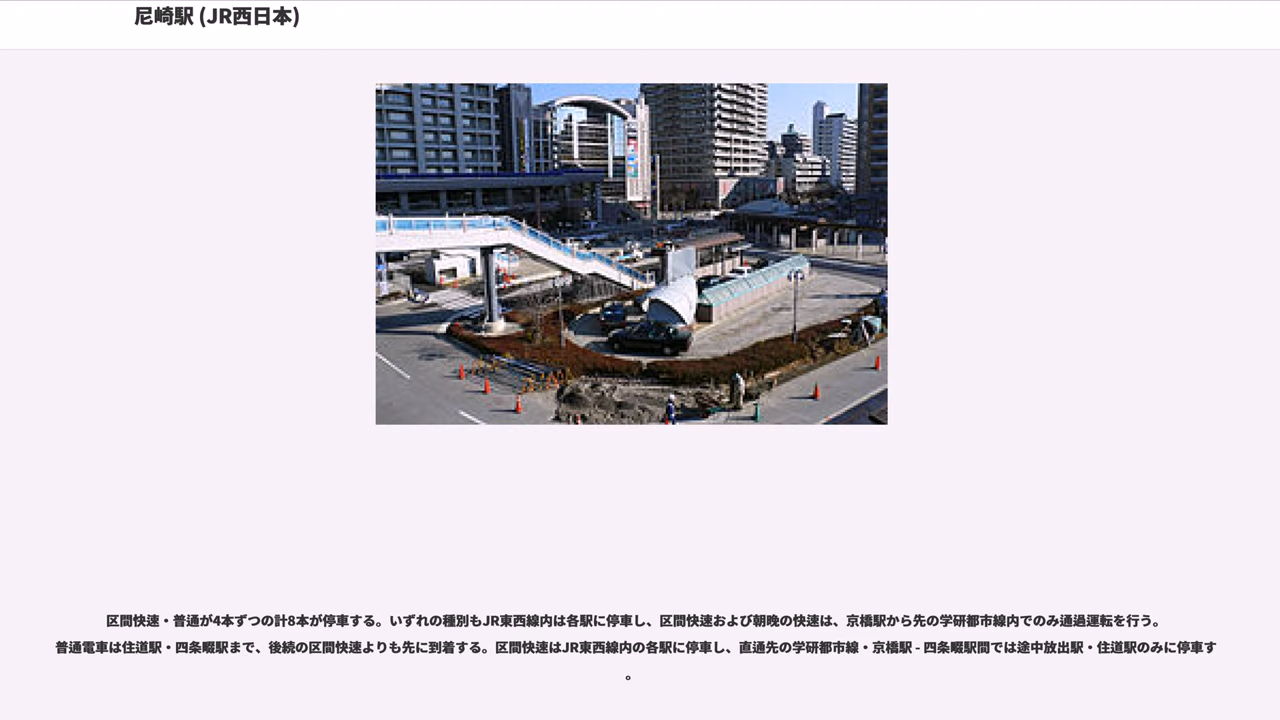 尼崎駅 (JR西日本)
区間快速・普通が4本ずつの計8本が停車する。いずれの種別もJR東西線内は各駅に停車し、区間快速および朝晩の快速は、京橋駅から先の学研都市線内でのみ通過運転を行う。
普通電車は住道駅・四条畷駅まで、後続の区間快速よりも先に到着する。区間快速はJR東西線内の各駅に停車し、直通先の学研都市線・京橋駅 - 四条畷駅間では途中放出駅・住道駅のみに停車す
。